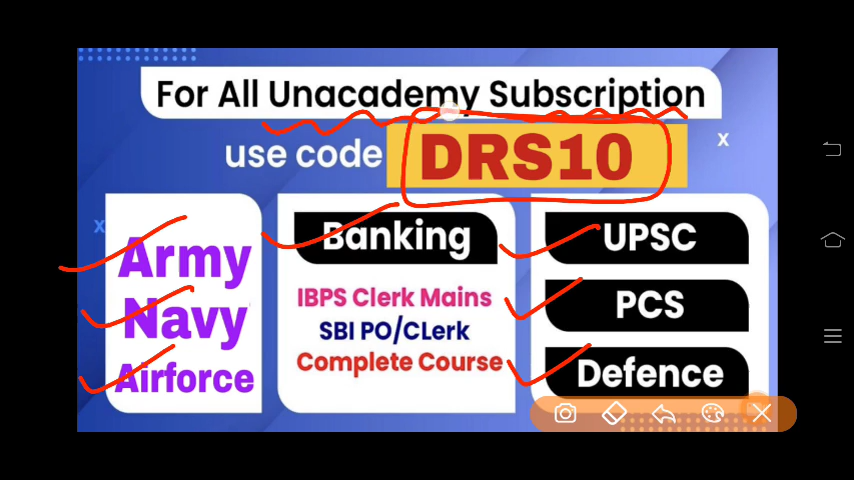 For All Unacademy Subscription
use code DRS10
Army
Navy
Airforce
Banking
IBPS Clerk Mains
SBI PO/CLerk
Complete Course
UPSC
PCS
Defence